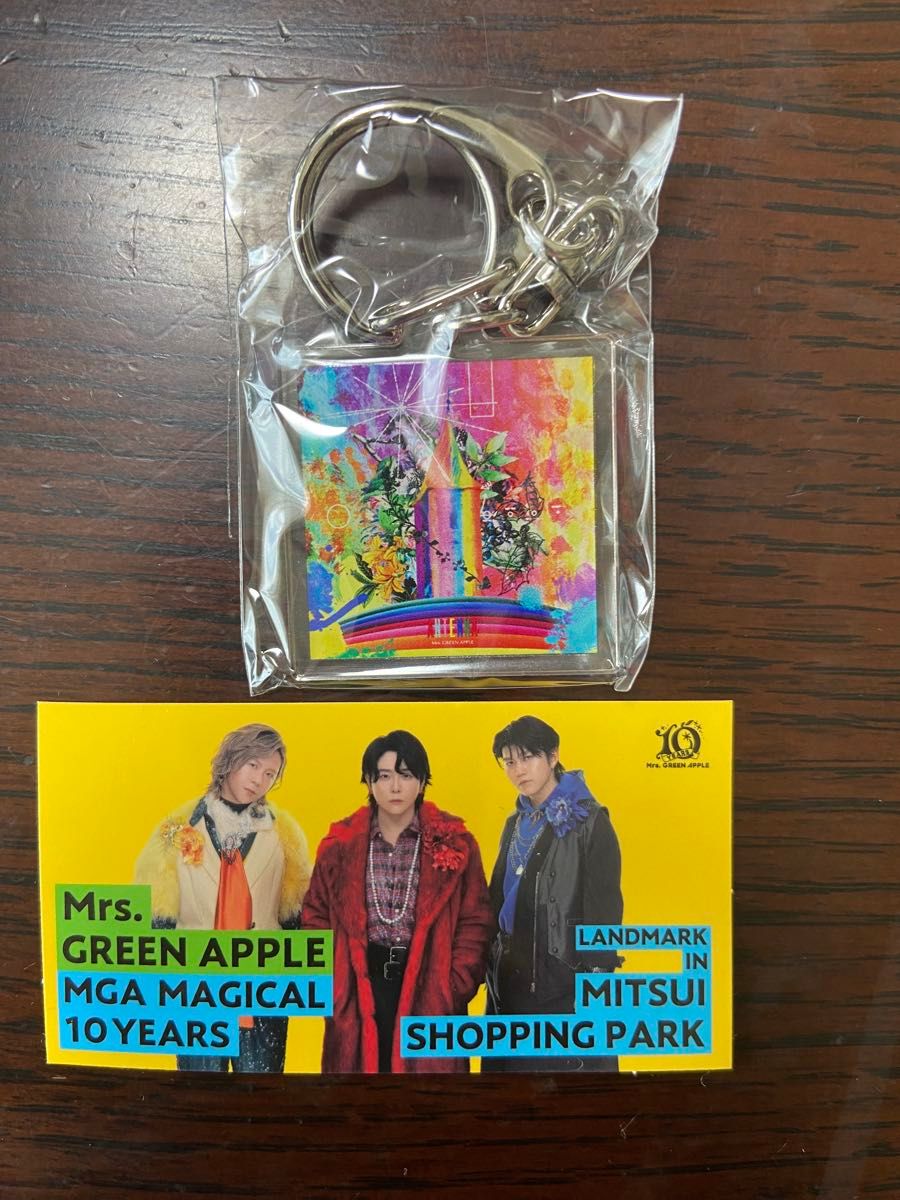 ANTENNA
Mrs. GREEN APPLE
10
YEARS
Mrs. GREEN APPLE
Mrs.
GREEN APPLE
MGA MAGICAL
10 YEARS
LANDMARK
IN
MITSUI
SHOPPING PARK